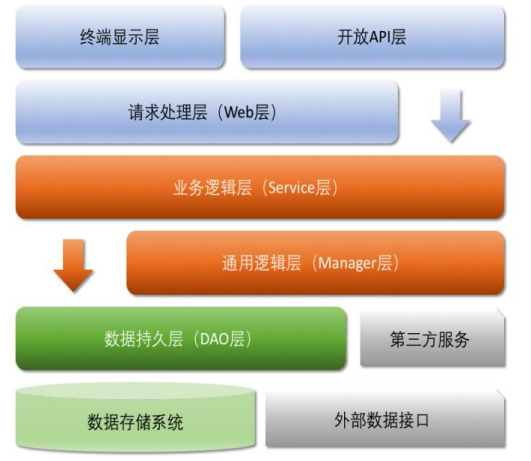 终端显示层
开放API层
请求处理层（Web层）
业务逻辑层（Service层）
通用逻辑层（Manager层）
数据持久层（DAO层）
第三方服务
数据存储系统
外部数据接口